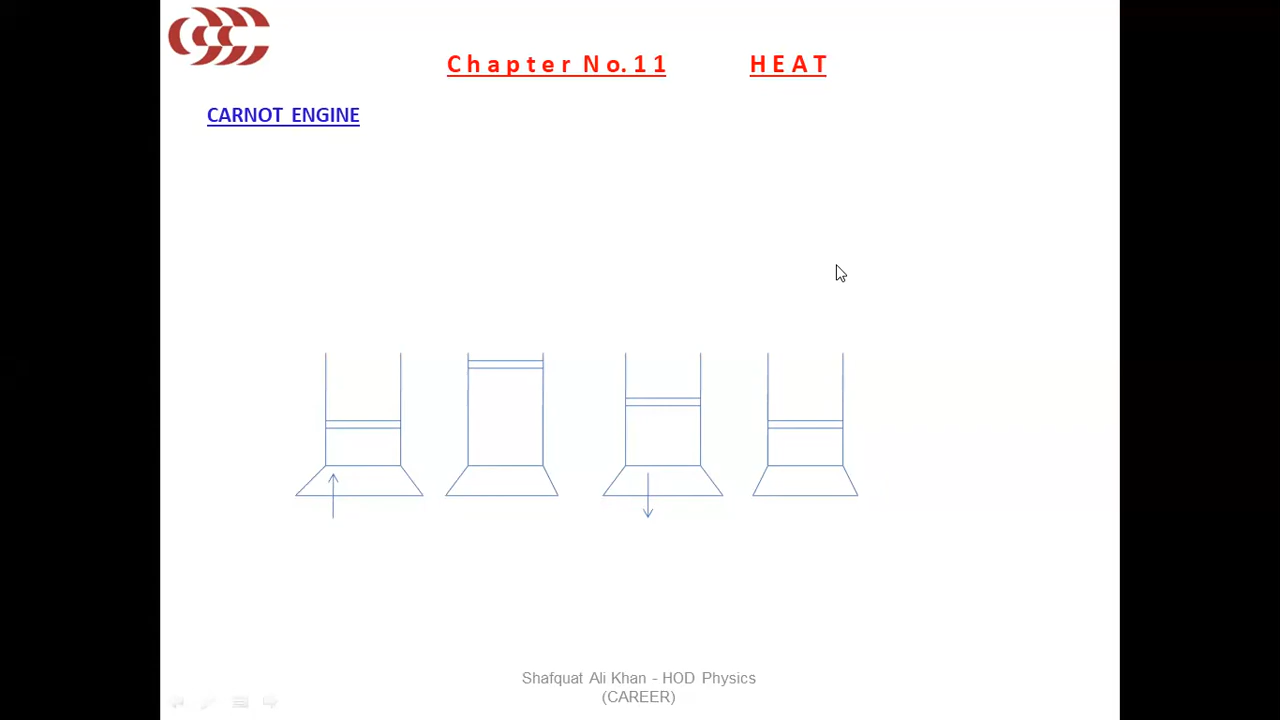 Chapter No. 11 HEAT
CARNOT ENGINE
Shafquat Ali Khan - HOD Physics
(CAREER)